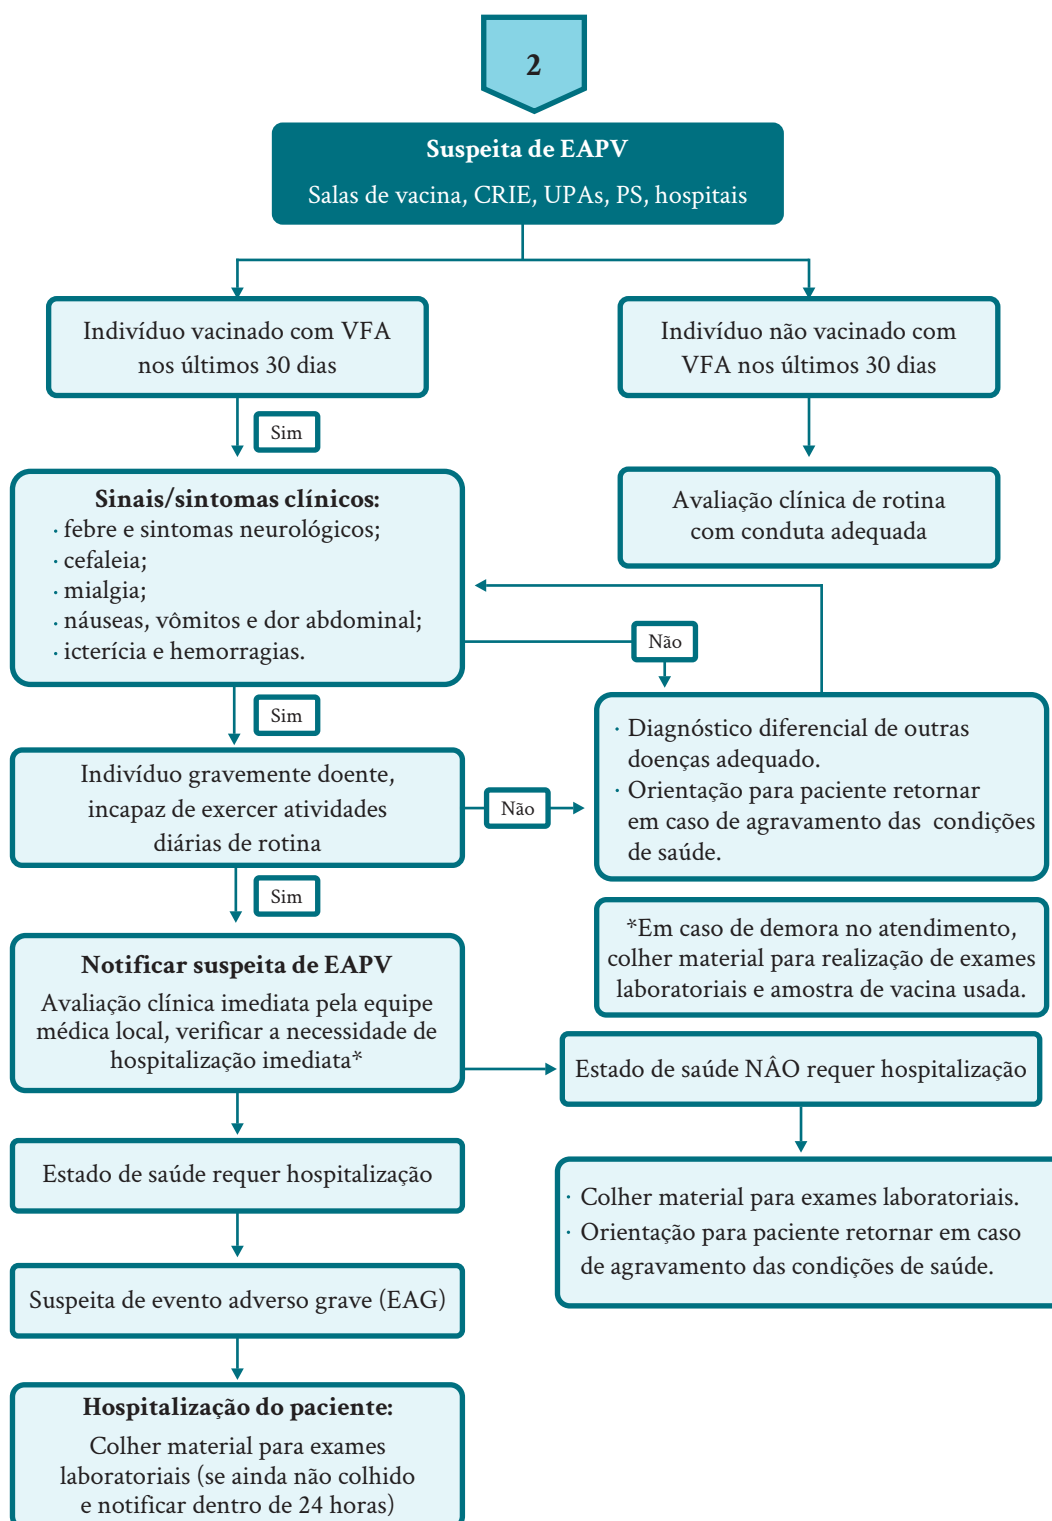 2
Suspeita de EAPV
Salas de vacina, CRIE, UPAs, PS, hospitais
Indivíduo vacinado com VFA
nos últimos 30 dias
Indivíduo não vacinado com
VFA nos últimos 30 dias
Sim
Sinais/sintomas clínicos:
· febre e sintomas neurológicos;
· cefaleia;
· mialgia;
· náuseas, vômitos e dor abdominal;
· icterícia e hemorragias.
Avaliação clínica de rotina
com conduta adequada
Não
Sim
· Diagnóstico diferencial de outras
doenças adequado.
· Orientação para paciente retornar
em caso de agravamento das condições
de saúde.
Indivíduo gravemente doente,
incapaz de exercer atividades
diárias de rotina
Não
Sim
*Em caso de demora no atendimento,
colher material para realização de exames
laboratoriais e amostra de vacina usada.
Notificar suspeita de EAPV
Avaliação clínica imediata pela equipe
médica local, verificar a necessidade de
hospitalização imediata*
Estado de saúde NÂO requer hospitalização
Estado de saúde requer hospitalização
· Colher material para exames laboratoriais.
· Orientação para paciente retornar em caso
de agravamento das condições de saúde.
Suspeita de evento adverso grave (EAG)
Hospitalização do paciente:
Colher material para exames
laboratoriais (se ainda não colhido
e notificar dentro de 24 horas)